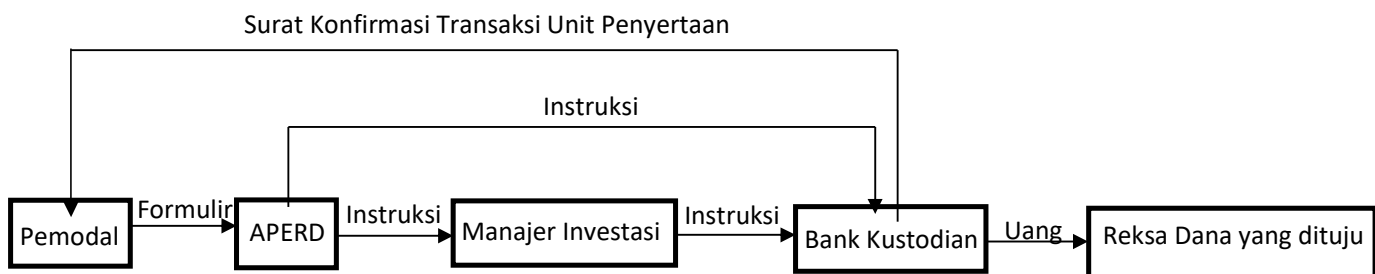 Surat Konfirmasi Transaksi Unit Penyertaan
Instruksi
Pemodal
Formulir
APERD
Instruksi
Manajer Investasi
Instruksi
Bank Kustodian
Uang
Reksa Dana yang dituju